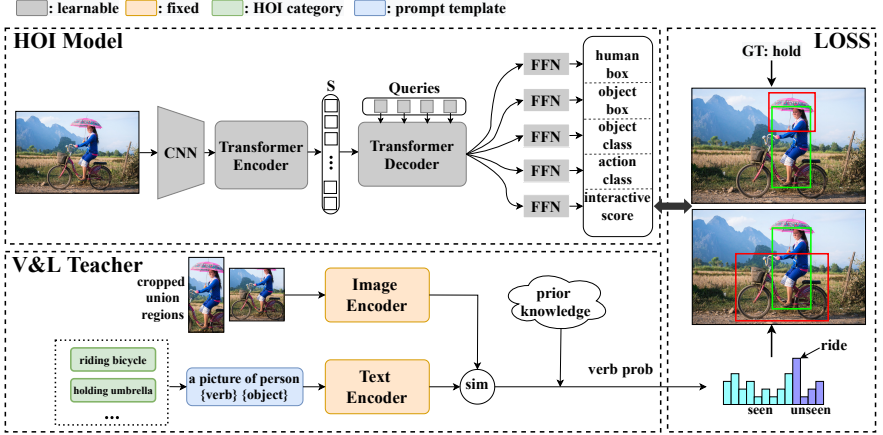 : learnable : fixed : HOI category : prompt template
HOI Model
LOSS
GT: hold
S
Queries
CNN
Transformer
Encoder
Transformer
Decoder
FFN
FFN
FFN
FFN
FFN
human
box
object
box
object
class
action
class
interactive
score
V&L Teacher
cropped
union
regions
Image
Encoder
prior
knowledge
riding bicycle
holding umbrella
...
a picture of person
{verb} {object}
Text
Encoder
sim
verb prob
ride
seen unseen